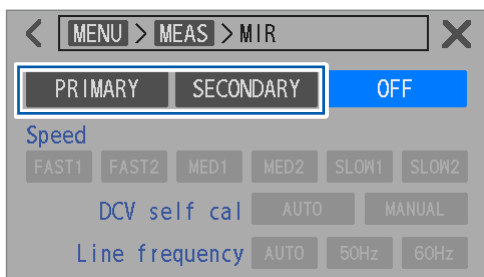 MENU > MEAS > MIR
PRIMARY SECONDARY OFF
Speed
FAST1 FAST2 MED1 MED2 SLOW1 SLOW2
DCV self cal AUTO MANUAL
Line frequency AUTO 50Hz 60Hz